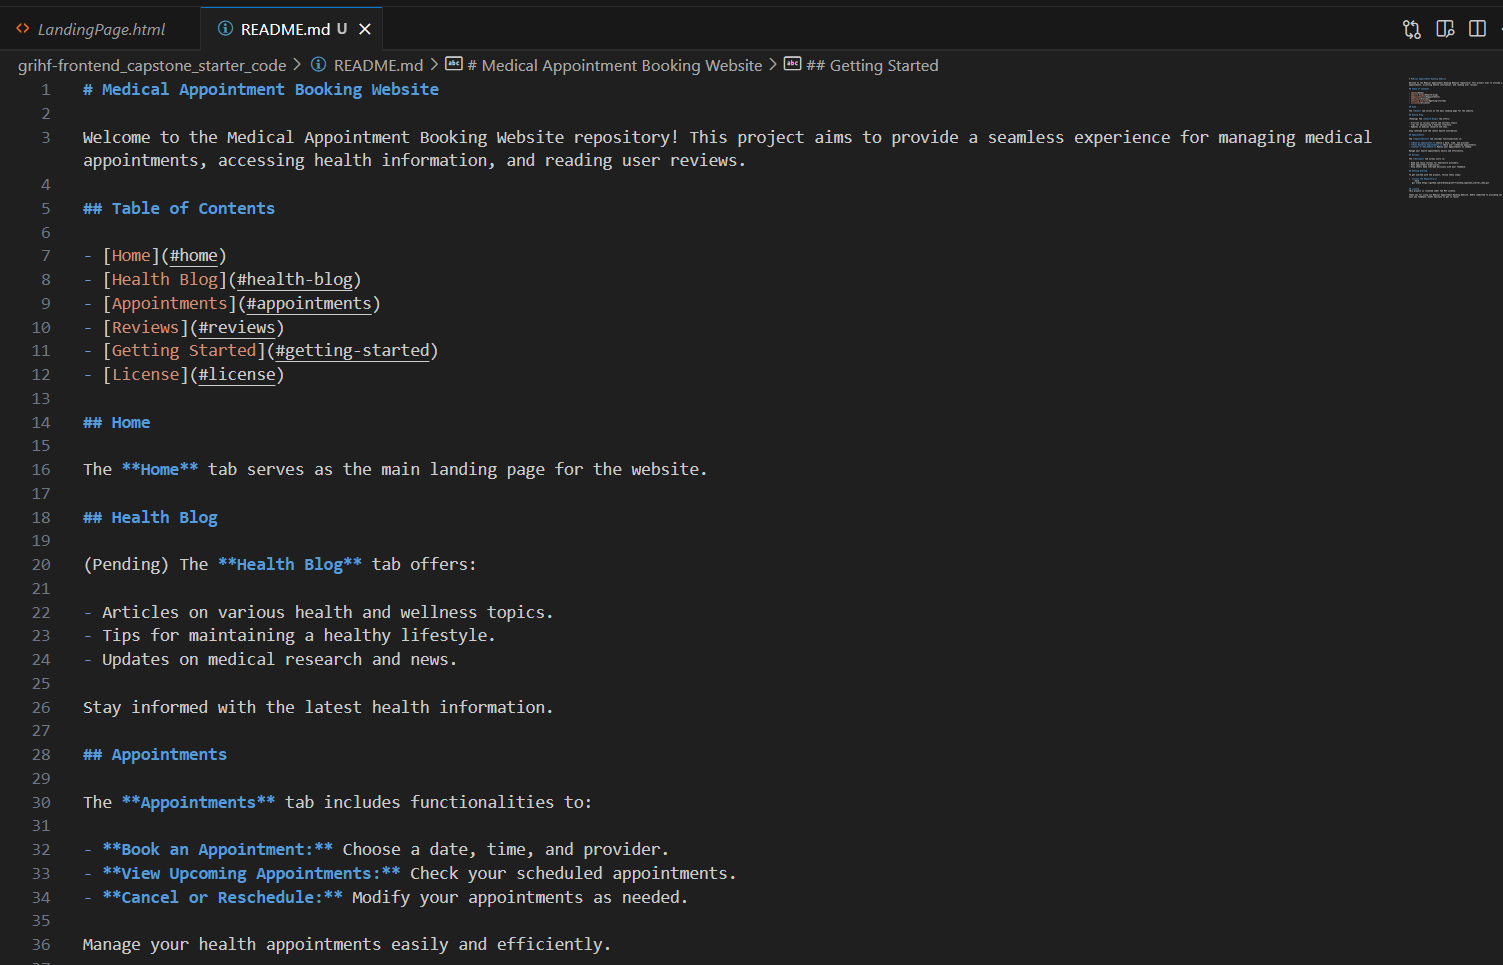 LandingPage.html
README.md U
grihf-frontend_capstone_starter_code > README.md > # Medical Appointment Booking Website > ## Getting Started
1 # Medical Appointment Booking Website
2
3 Welcome to the Medical Appointment Booking Website repository! This project aims to provide a seamless experience for managing medical
appointments, accessing health information, and reading user reviews.
4
5 ## Table of Contents
6
7 - [Home](#home)
8 - [Health Blog](#health-blog)
9 - [Appointments](#appointments)
10 - [Reviews](#reviews)
11 - [Getting Started](#getting-started)
12 - [License](#license)
13
14 ## Home
15
16 The **Home** tab serves as the main landing page for the website.
17
18 ## Health Blog
19
20 (Pending) The **Health Blog** tab offers:
21
22 - Articles on various health and wellness topics.
23 - Tips for maintaining a healthy lifestyle.
24 - Updates on medical research and news.
25
26 Stay informed with the latest health information.
27
28 ## Appointments
29
30 The **Appointments** tab includes functionalities to:
31
32 - **Book an Appointment:** Choose a date, time, and provider.
33 - **View Upcoming Appointments:** Check your scheduled appointments.
34 - **Cancel or Reschedule:** Modify your appointments as needed.
35
36 Manage your health appointments easily and efficiently.